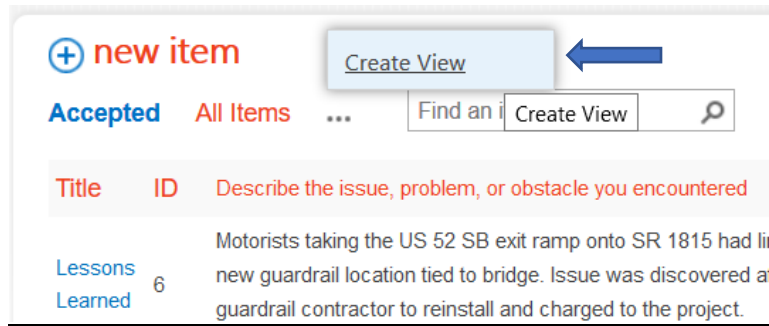 new item
Create View
Accepted All Items ... Find an i
Create View
Title ID Describe the issue, problem, or obstacle you encountered
Motorists taking the US 52 SB exit ramp onto SR 1815 had
Lessons Learned
6
new guardrail location tied to bridge. Issue was discovered
guardrail contractor to reinstall and charged to the project.